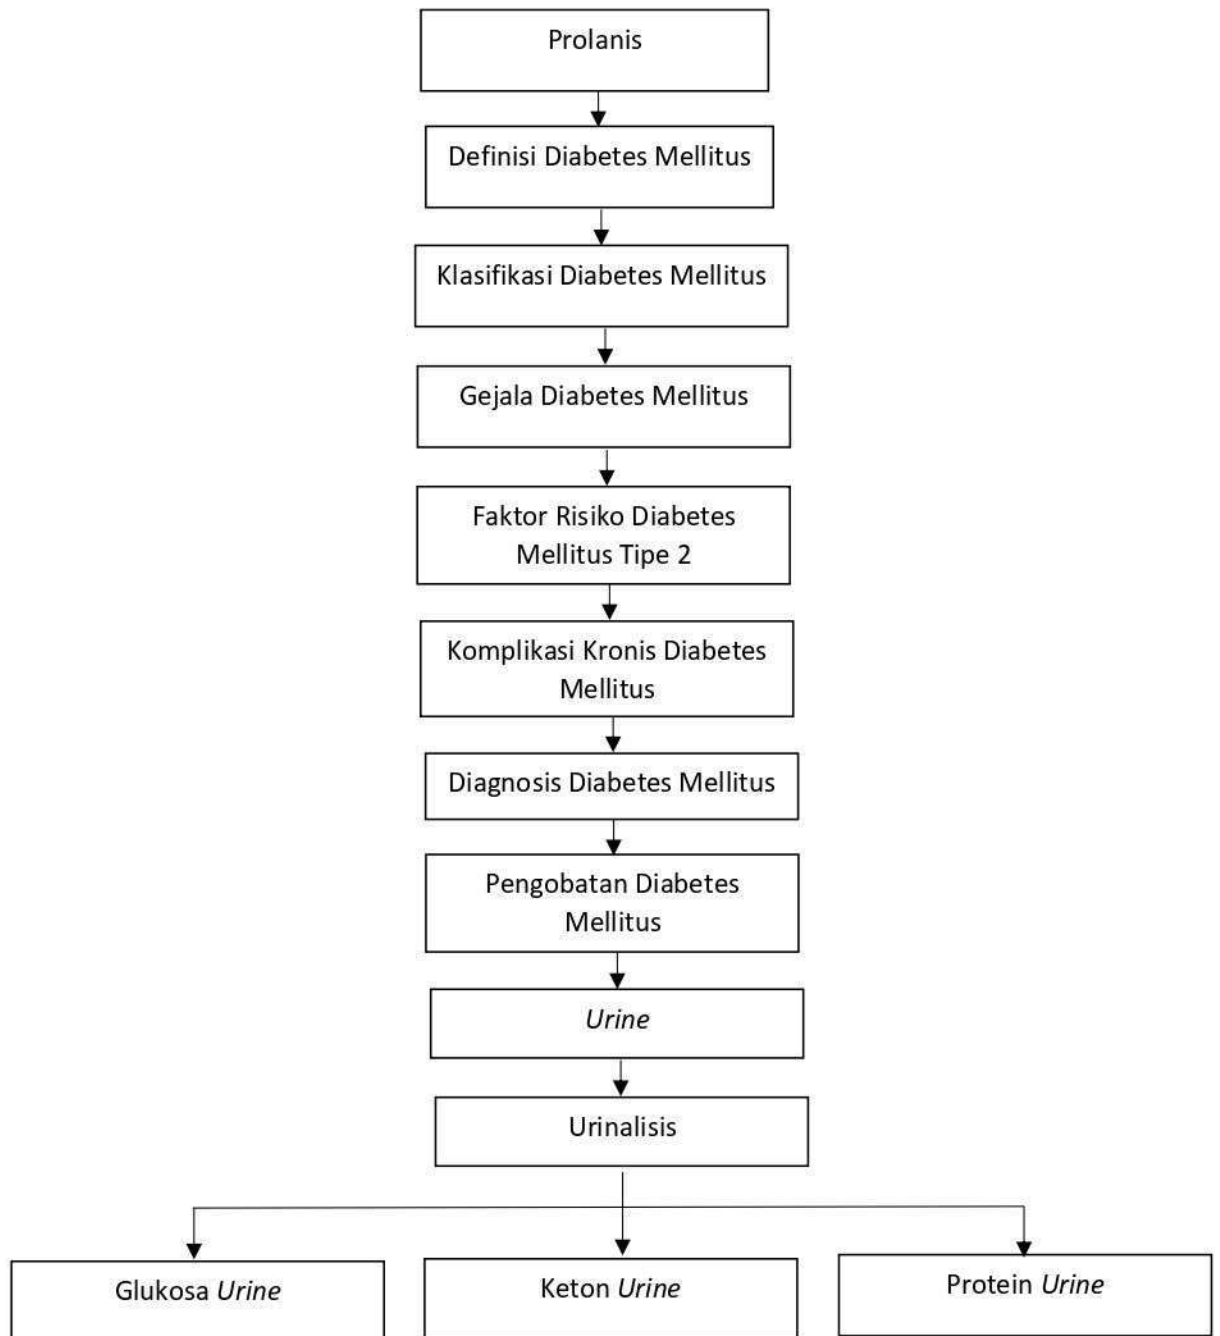 Prolanis
Definisi Diabetes Mellitus
Klasifikasi Diabetes Mellitus
Gejala Diabetes Mellitus
Faktor Risiko Diabetes
Mellitus Tipe 2
Komplikasi Kronis Diabetes
Mellitus
Diagnosis Diabetes Mellitus
Pengobatan Diabetes
Mellitus
Urine
Urinalisis
Glukosa Urine
Keton Urine
Protein Urine